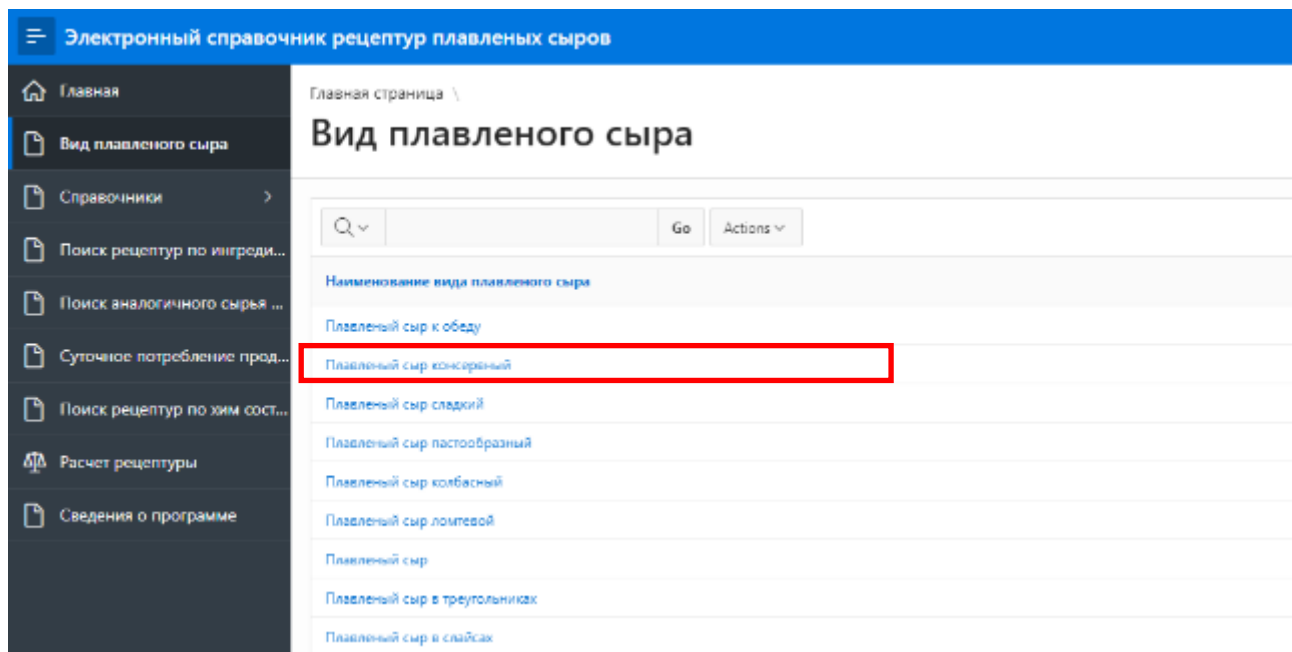 Электронный справочник рецептур плавленых сыров
Главная
Вид плавленого сыра
Справочники
Поиск рецептур по ингреди...
Поиск аналогичного сырья ...
Суточное потребление прод...
Поиск рецептур по хим сост...
Расчет рецептуры
Сведения о программе
Главная страница \
Вид плавленого сыра
Go Actions
Наименование вида плавленого сыра
Плавленый сыр к обеду
Плавленый сыр консервный
Плавленый сыр сладкий
Плавленый сыр пастообразный
Плавленый сыр колбасный
Плавленый сыр ломтевой
Плавленый сыр
Плавленый сыр в треугольниках
Плавленый сыр в слайсах